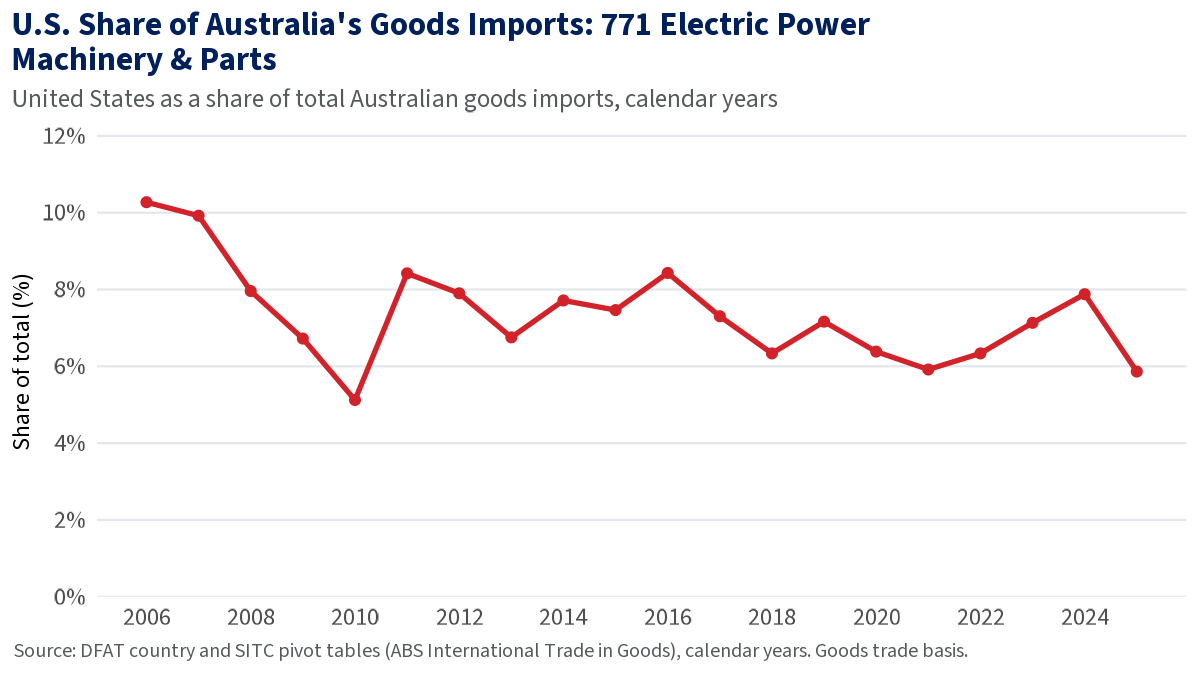 U.S. Share of Australia's Goods Imports: 771 Electric Power
Machinery & Parts
United States as a share of total Australian goods imports, calendar years
Share of total (%)
12%
10%
8%
6%
4%
2%
0%
2006 2008 2010 2012 2014 2016 2018 2020 2022 2024
Source: DFAT country and SITC pivot tables (ABS International Trade in Goods), calendar years. Goods trade basis.